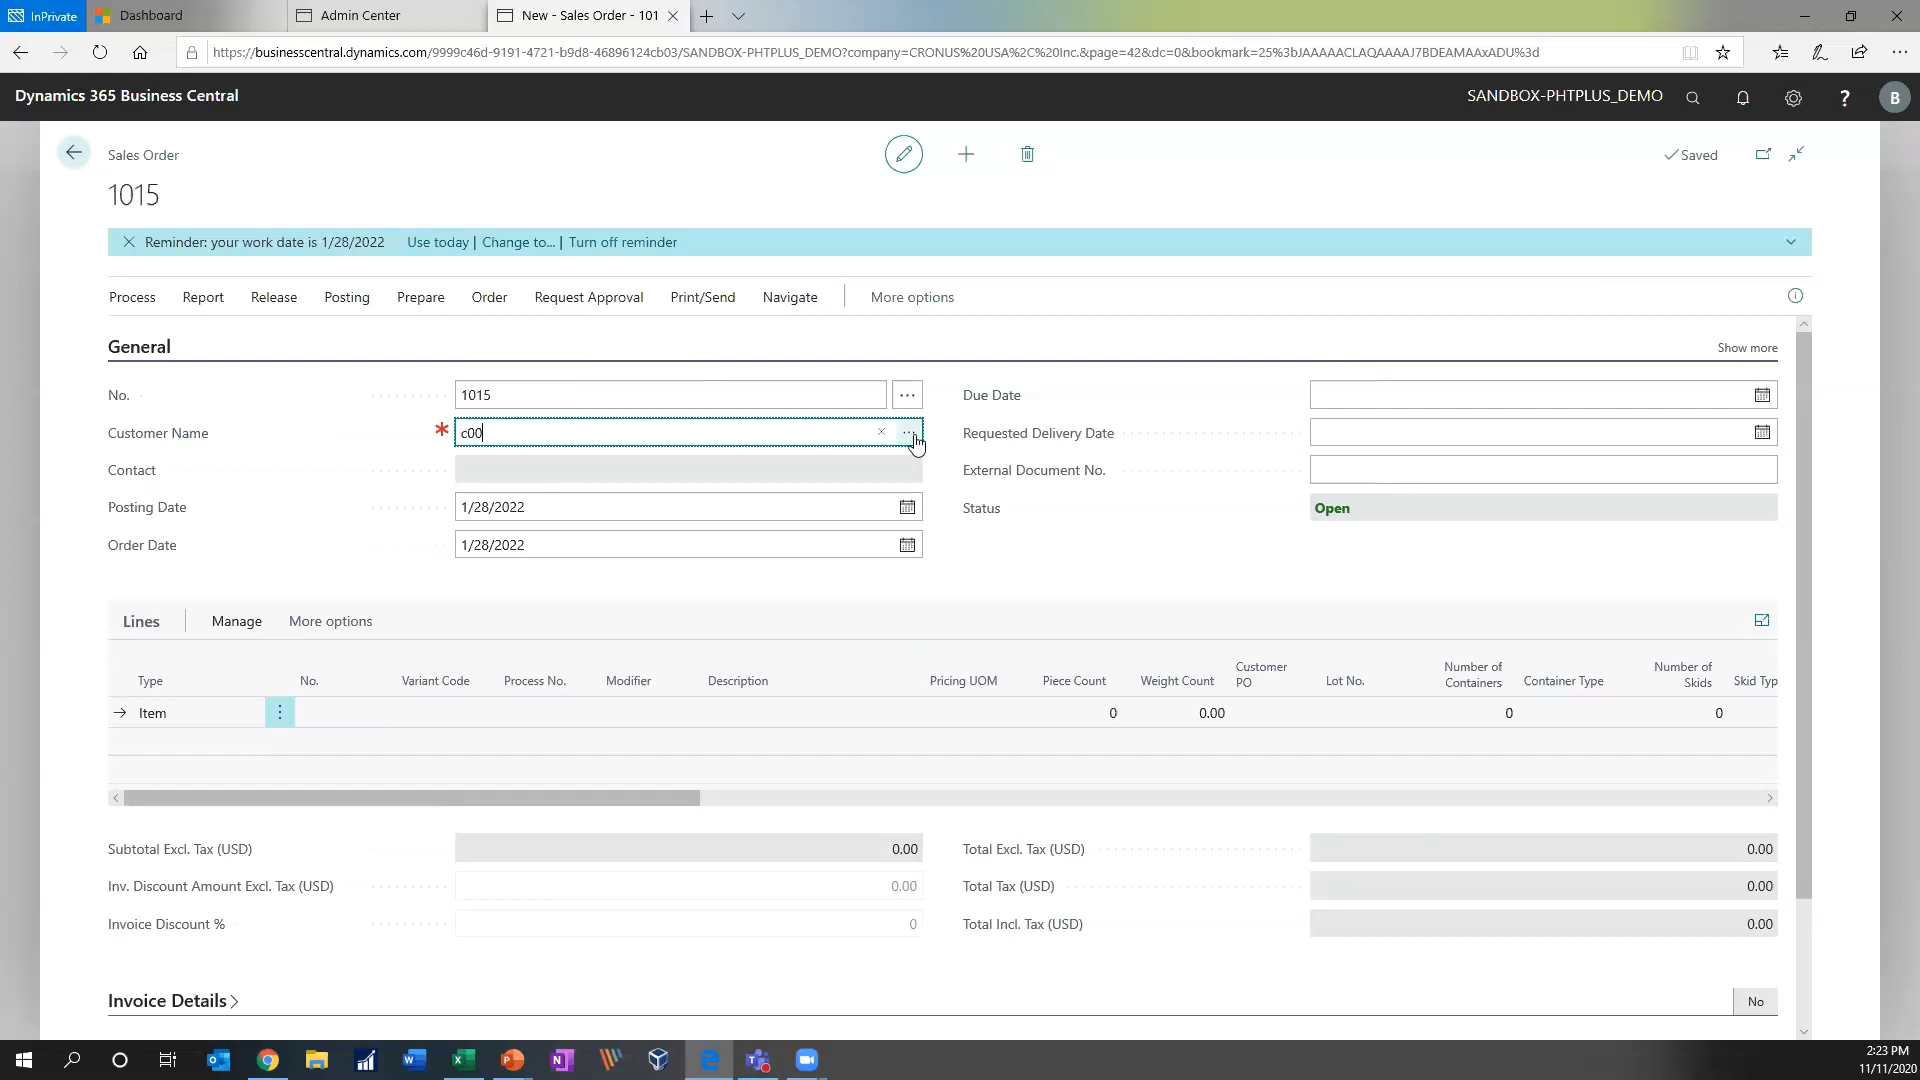 InPrivate Dashboard Admin Center New - Sales Order - 101
https://businesscentral.dynamics.com/9999c46d-9191-4721-b9d8-46896124cb03/SANDBOX-PHTPLUS_DEMO?company=CRONUS%20USA%2C%20Inc.&page=42&dc=0&bookmark=25%3bJAAAAACLAQAAAAJ7BDEAMAAxADU%3d
Dynamics 365 Business Central SANDBOX-PHTPLUS_DEMO ? B
Sales Order Saved
1015
Reminder: your work date is 1/28/2022 Use today | Change to... | Turn off reminder
Process Report Release Posting Prepare Order Request Approval Print/Send Navigate More options
General Show more
No. 1015 Due Date
Customer Name * c00 Requested Delivery Date
Contact External Document No.
Posting Date 1/28/2022 Status Open
Order Date 1/28/2022
Lines Manage More options
Type No. Variant Code Process No. Modifier Description Pricing UOM Piece Count Weight Count Customer PO Lot No. Number of Containers Container Type Number of Skids Skid Typ
Item 0 0.00 0 0
Subtotal Excl. Tax (USD) 0.00 Total Excl. Tax (USD) 0.00
Inv. Discount Amount Excl. Tax (USD) 0.00 Total Tax (USD) 0.00
Invoice Discount % 0 Total Incl. Tax (USD) 0.00
Invoice Details No
2:23 PM
11/11/2020